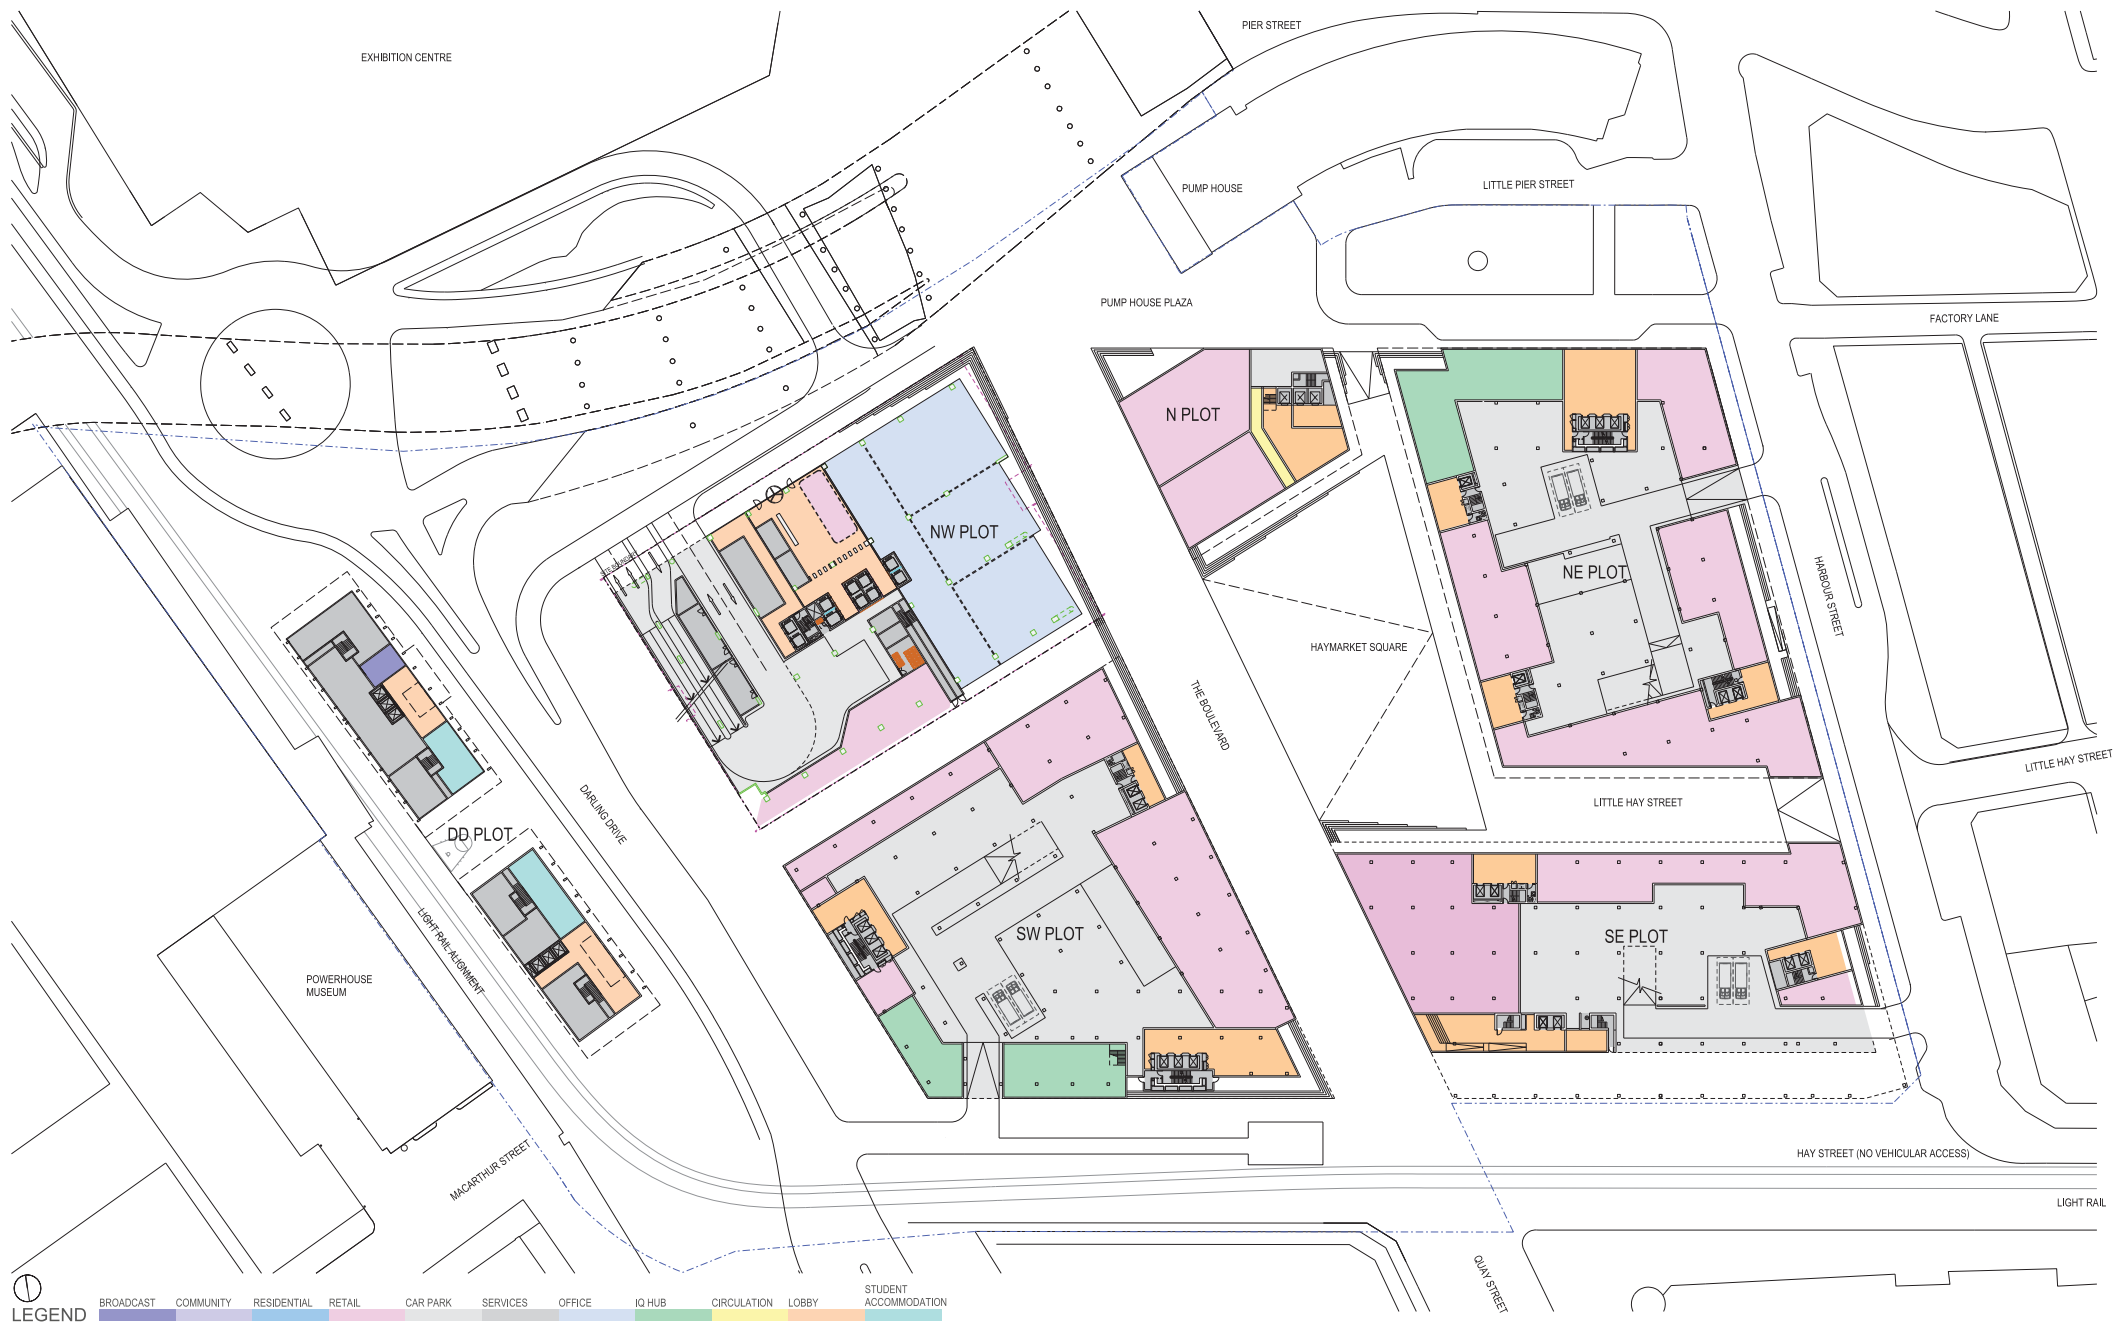 PIER STREET
EXHIBITION CENTRE
PUMP HOUSE
LITTLE PIER STREET
PUMP HOUSE PLAZA
FACTORY LANE
N PLOT
NW PLOT
NE PLOT
SITE BOUNDARY
HARBOUR STREET
HAYMARKET SQUARE
THE BOULEVARD
LITTLE HAY STREET
LITTLE HAY STREET
DARLING DRIVE
DD PLOT
LIGHT RAIL ALIGNMENT
SW PLOT
SE PLOT
POWERHOUSE
MUSEUM
MACARTHUR STREET
HAY STREET (NO VEHICULAR ACCESS)
LIGHT RAIL
QUAY STREET
LEGEND
BROADCAST
COMMUNITY
RESIDENTIAL
RETAIL
CAR PARK
SERVICES
OFFICE
IQ HUB
CIRCULATION
LOBBY
STUDENT
ACCOMMODATION